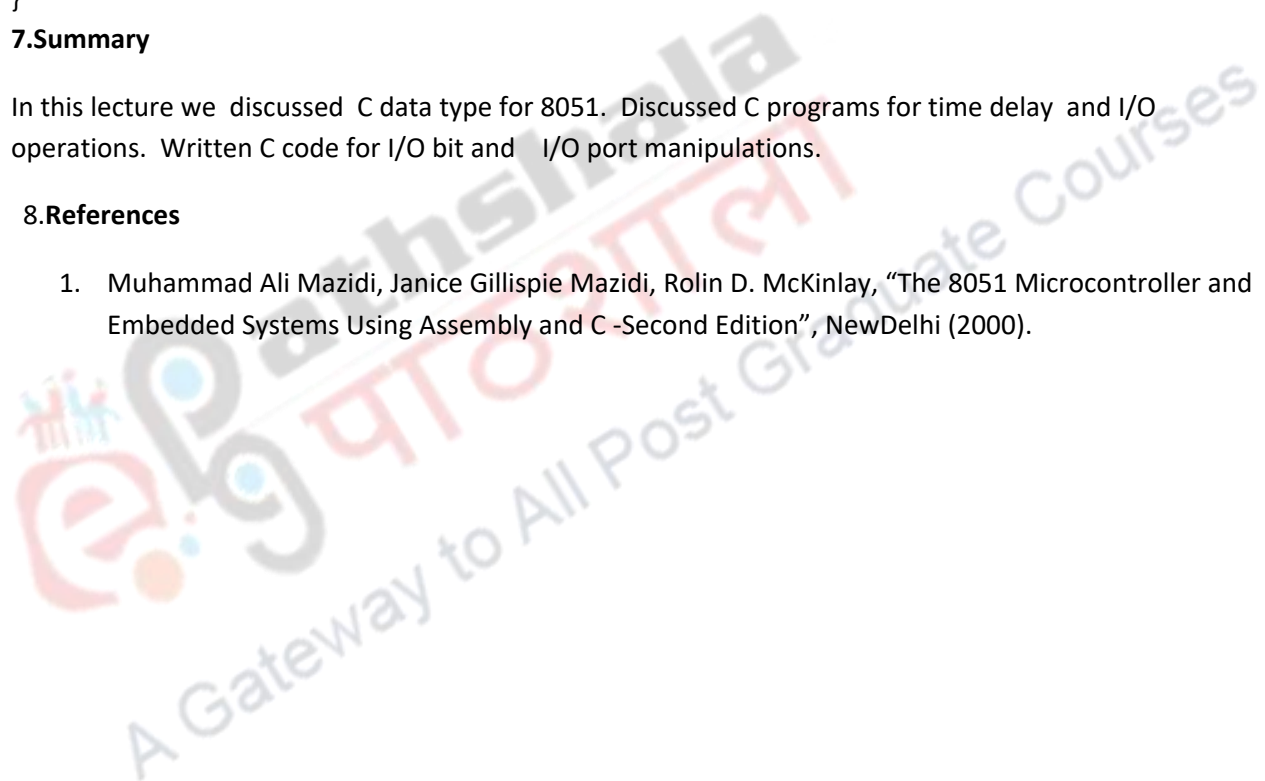 }
7.Summary
In this lecture we discussed C data type for 8051. Discussed C programs for time delay and I/O
operations. Written C code for I/O bit and I/O port manipulations.
8.References
1. Muhammad Ali Mazidi, Janice Gillispie Mazidi, Rolin D. McKinlay, “The 8051 Microcontroller and
Embedded Systems Using Assembly and C -Second Edition”, NewDelhi (2000).
ePathshala
पाठशाला
A Gateway to All Post Graduate Courses